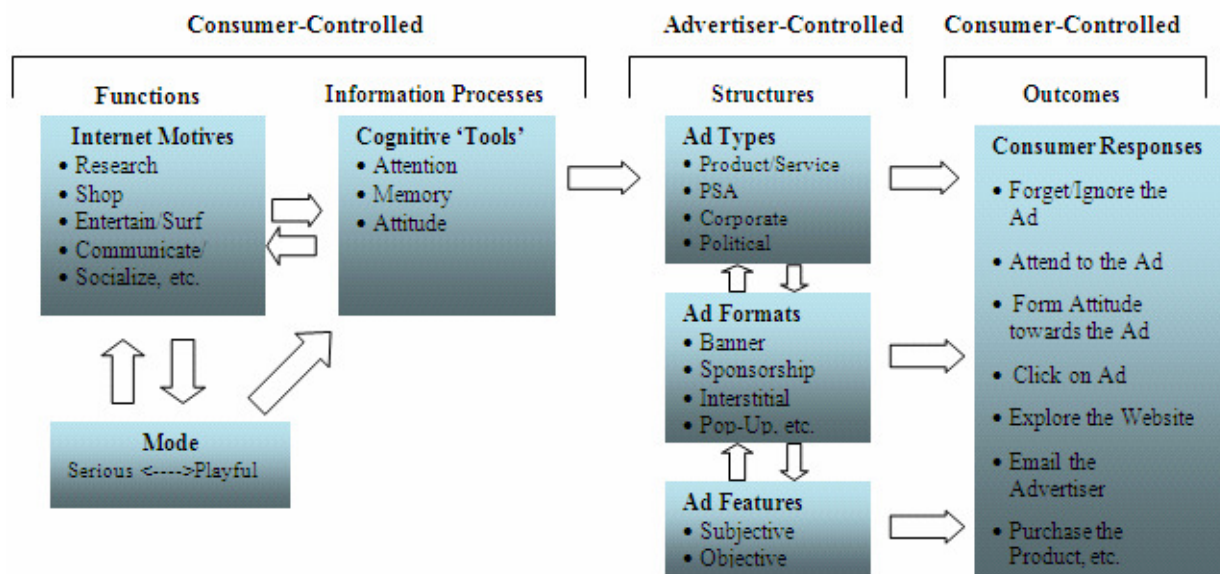 Consumer-Controlled
Advertiser-Controlled
Consumer-Controlled
Functions
Information Processes
Structures
Outcomes
Internet Motives
• Research
• Shop
• Entertain/Surf
• Communicate/
• Socialize, etc.
Cognitive ‘Tools’
• Attention
• Memory
• Attitude
Mode
Serious <---->Playful
Ad Types
• Product/Service
• PSA
• Corporate
• Political
Ad Formats
• Banner
• Sponsorship
• Interstitial
• Pop-Up, etc.
Ad Features
• Subjective
• Objective
Consumer Responses
• Forget/Ignore the
Ad
• Attend to the Ad
• Form Attitude
towards the Ad
• Click on Ad
• Explore the Website
• Email the
Advertiser
• Purchase the
Product, etc.